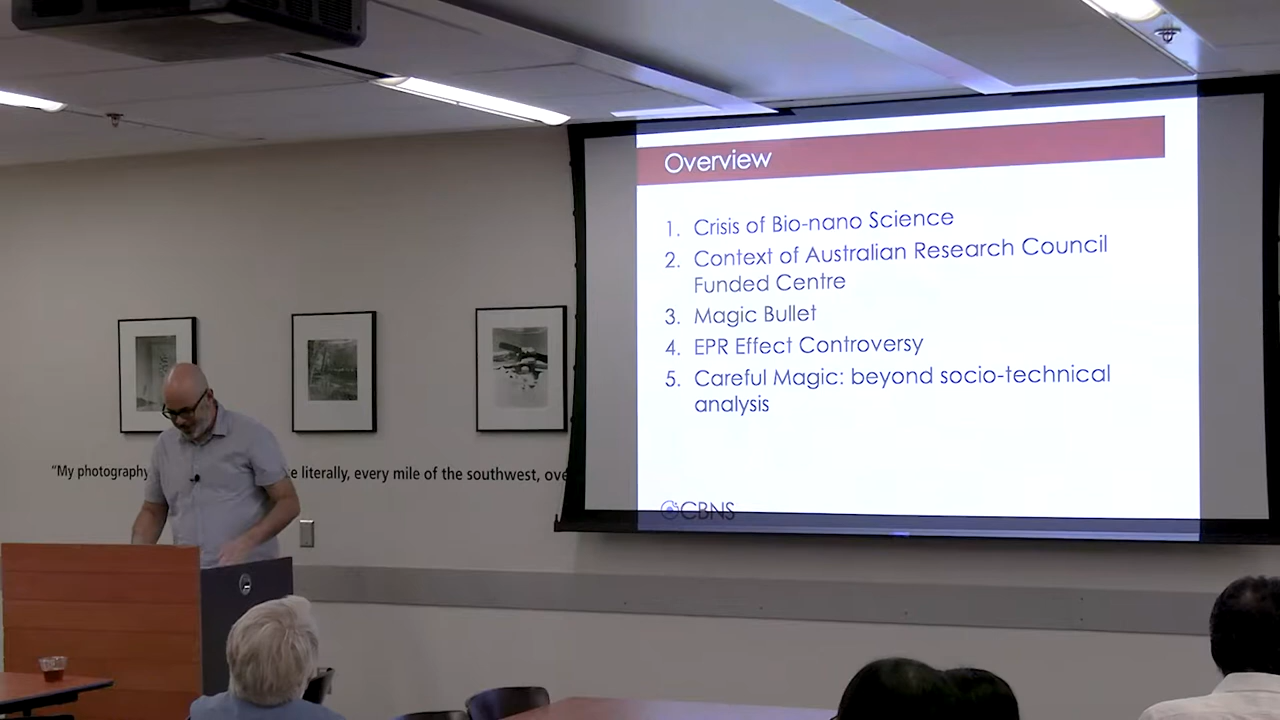 Overview
1. Crisis of Bio-nano Science
2. Context of Australian Research Council
Funded Centre
3. Magic Bullet
4. EPR Effect Controversy
5. Careful Magic: beyond socio-technical
analysis
CBNS
"My photography
e literally, every mile of the southwest, ove